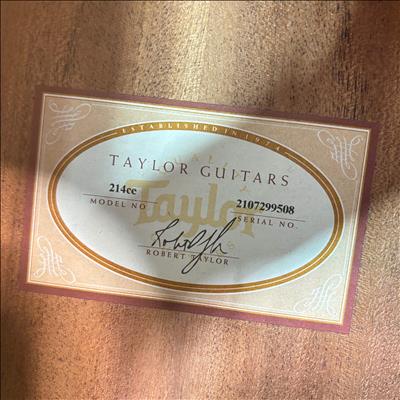 ESTABLISHED IN 1974
TAYLOR GUITARS
Taylor
214ce
MODEL NO
2107299508
SERIAL NO.
ROBERT TAYLOR